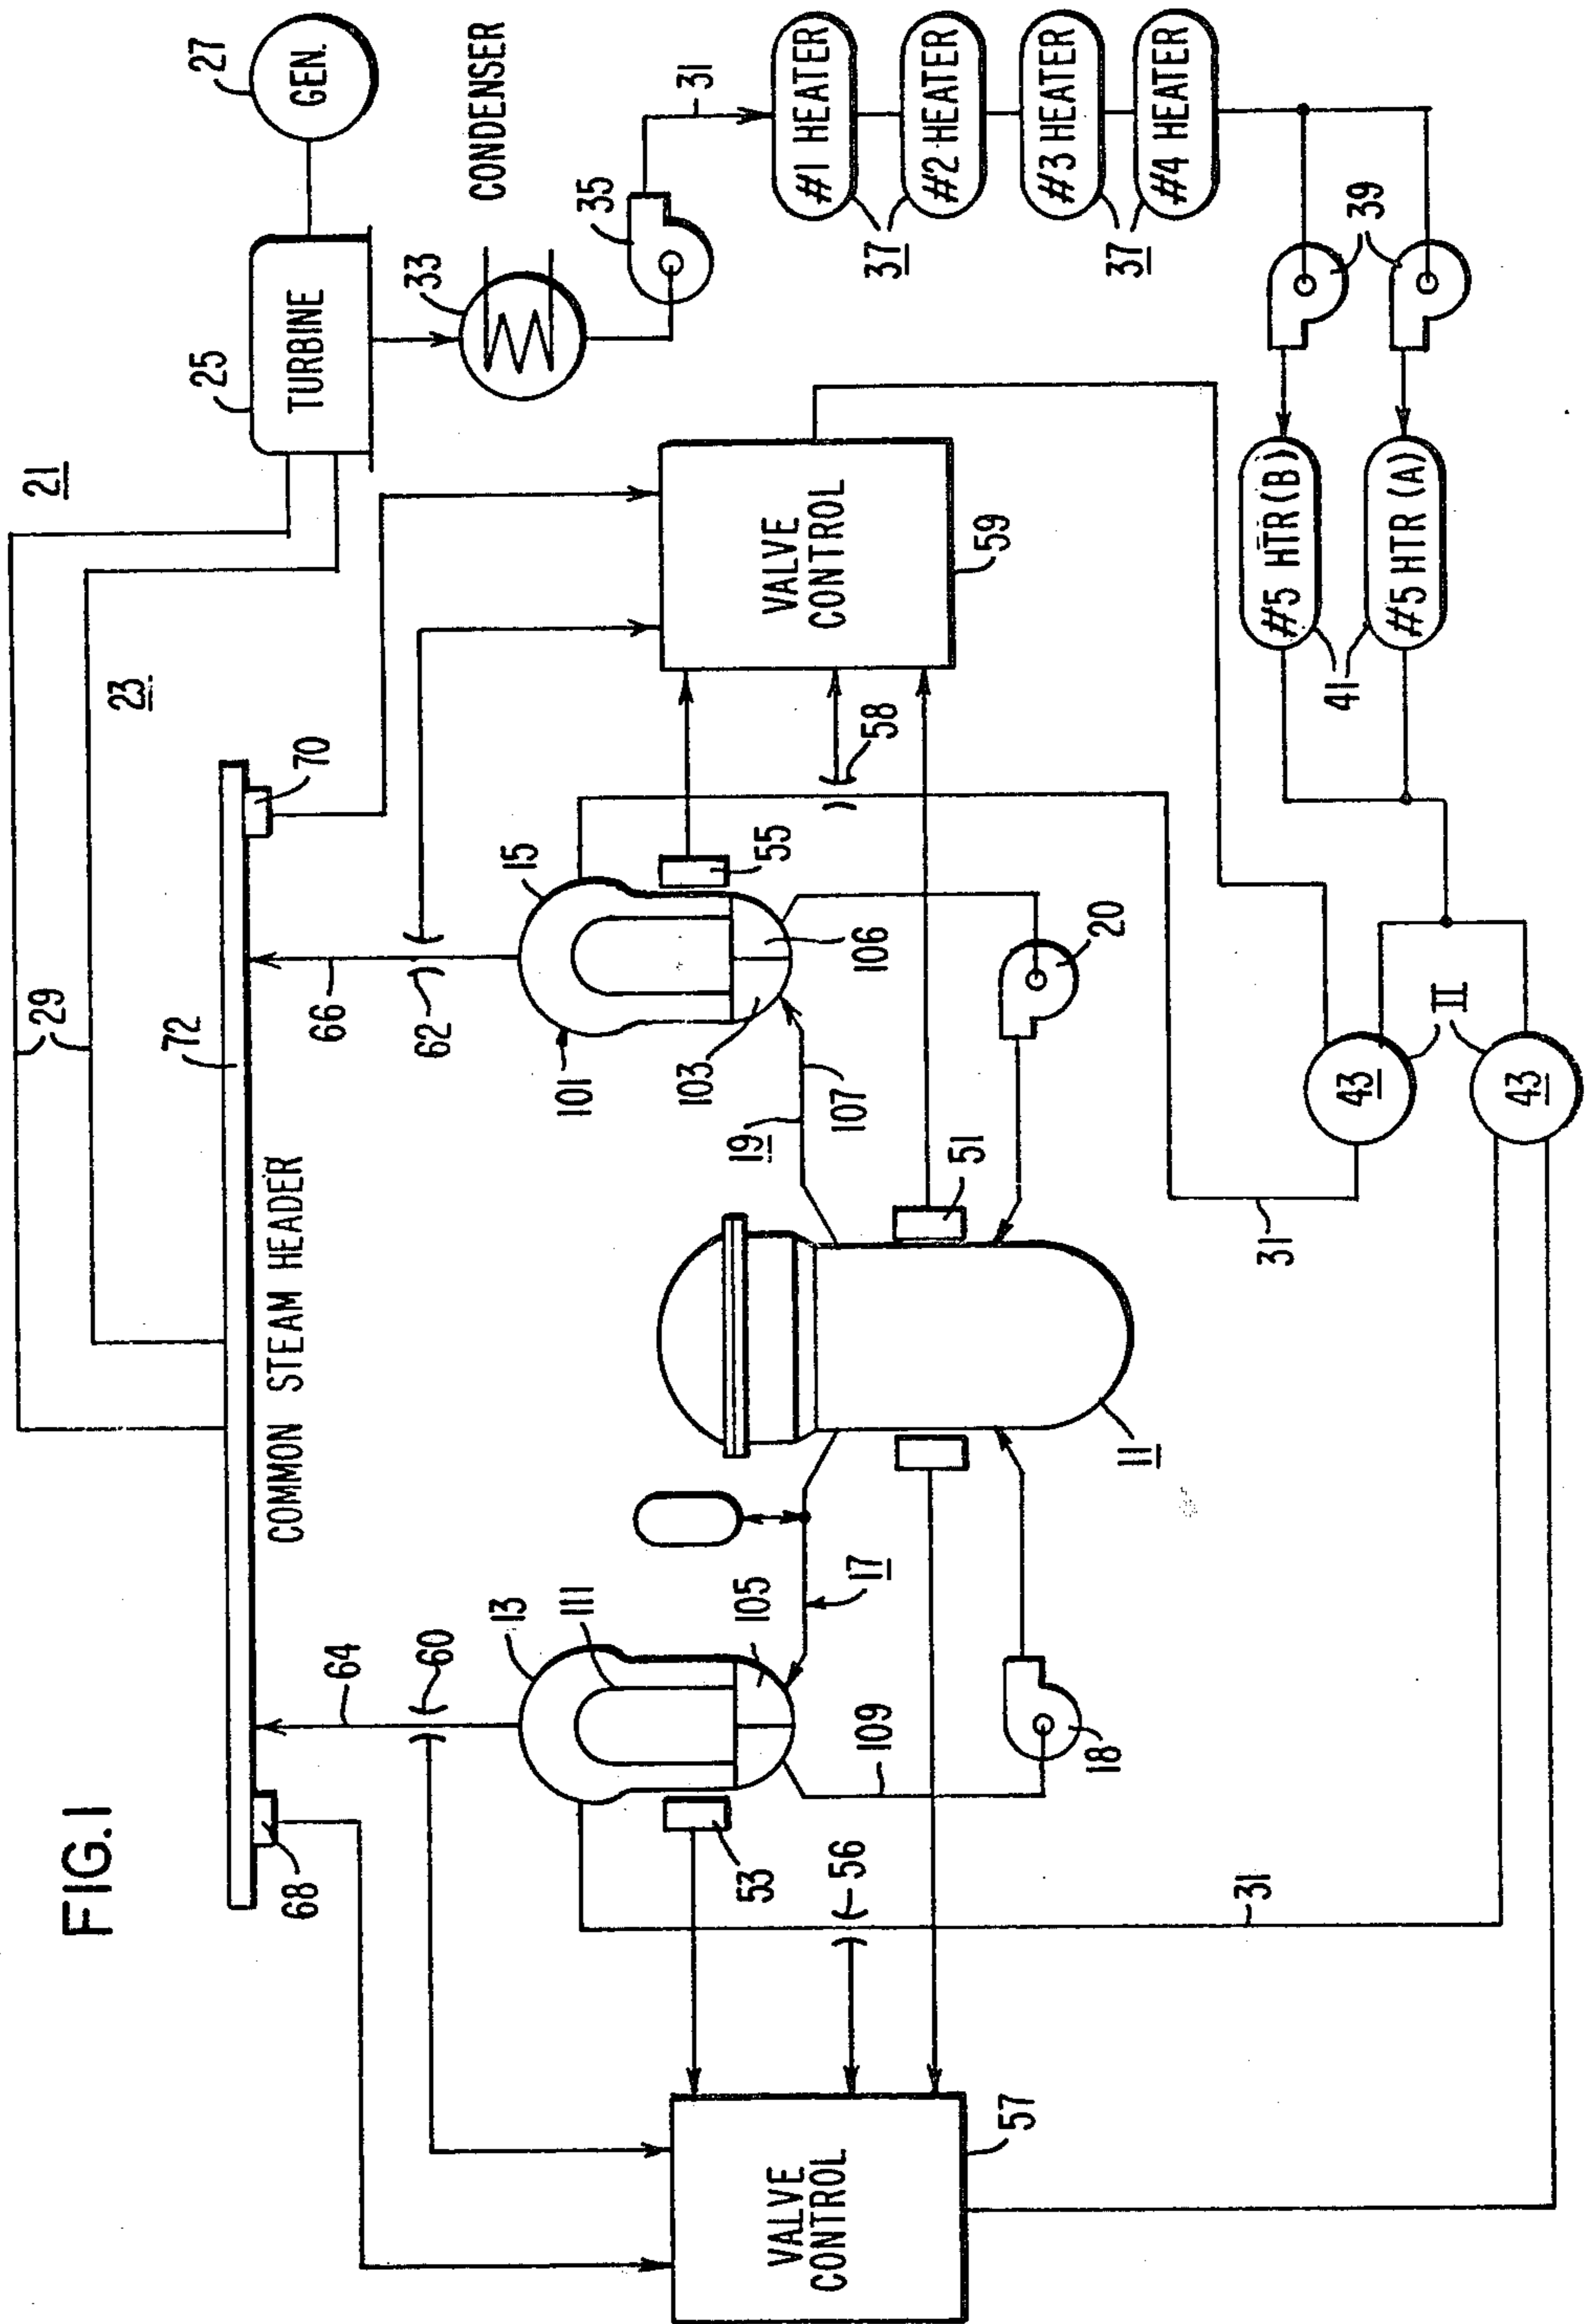 FIG.1
21
23
25
TURBINE
27
GEN.
29
72
COMMON STEAM HEADER
68
70
64
60
66
62
33
CONDENSER
35
31
#1 HEATER
#2 HEATER
#3 HEATER
#4 HEATER
37
37
39
#5 HTR (B)
#5 HTR (A)
41
13
111
105
17
109
53
56
18
11
51
19
107
101
103
106
15
55
58
20
VALVE
CONTROL
57
VALVE
CONTROL
59
31
31
43
43
II